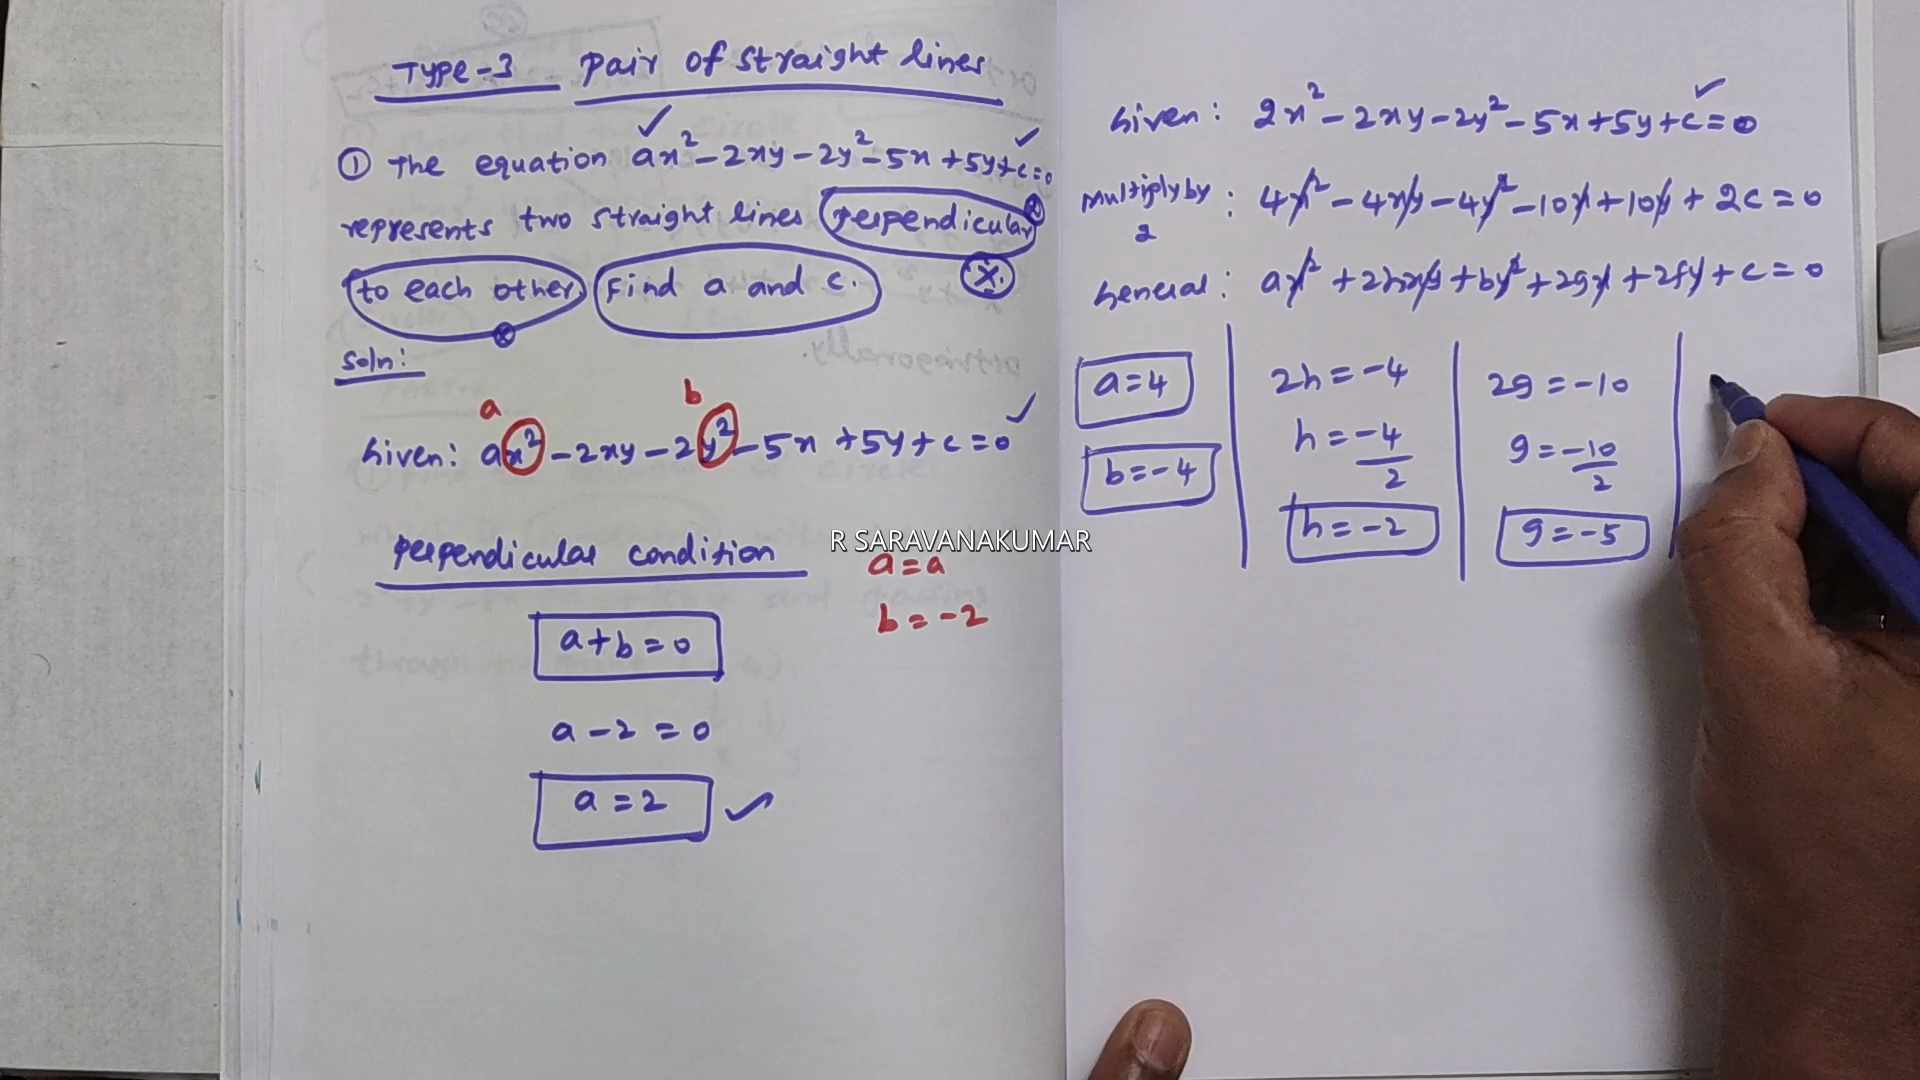 Type-3 Pair of straight lines
① The equation ax² - 2xy - 2y² - 5x + 5y + c = 0
represents two straight lines perpendicular
to each other Find a and c.
Soln:
a b
Given: ax² - 2xy - 2y² - 5x + 5y + c = 0
perpendicular condition
a = a
b = -2
a + b = 0
a - 2 = 0
a = 2
R SARAVANAKUMAR
Given: 2x² - 2xy - 2y² - 5x + 5y + c = 0
Multiply by 2 : 4x² - 4xy - 4y² - 10x + 10y + 2c = 0
General: ax² + 2hxy + by² + 2gx + 2fy + c = 0
a = 4
b = -4
2h = -4
h = -4/2
h = -2
2g = -10
g = -10/2
g = -5